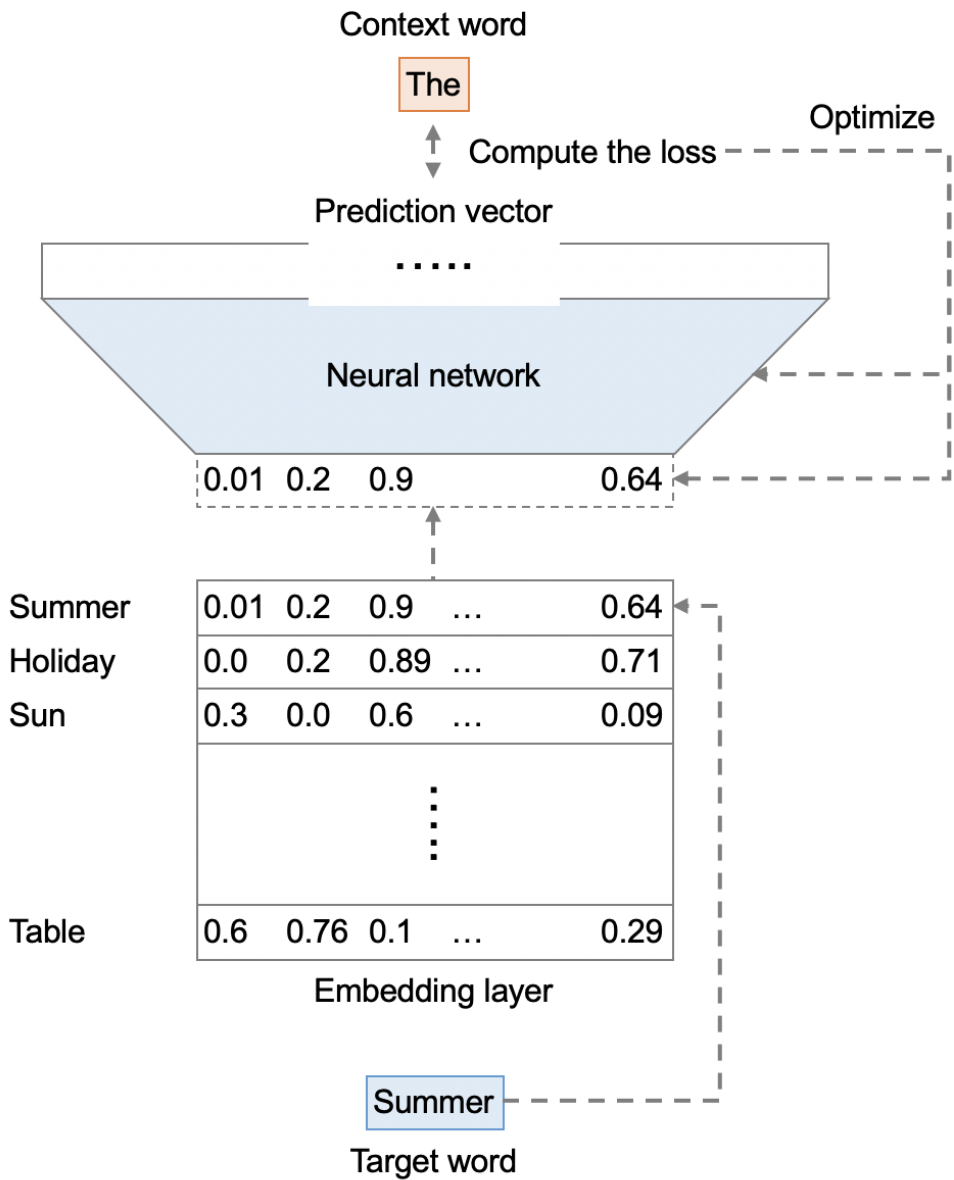 Context word
The
Optimize
Compute the loss
Prediction vector
.....
Neural network
0.01 0.2 0.9 0.64
Summer 0.01 0.2 0.9 ... 0.64
Holiday 0.0 0.2 0.89 ... 0.71
Sun 0.3 0.0 0.6 ... 0.09
Table 0.6 0.76 0.1 ... 0.29
Embedding layer
Summer
Target word